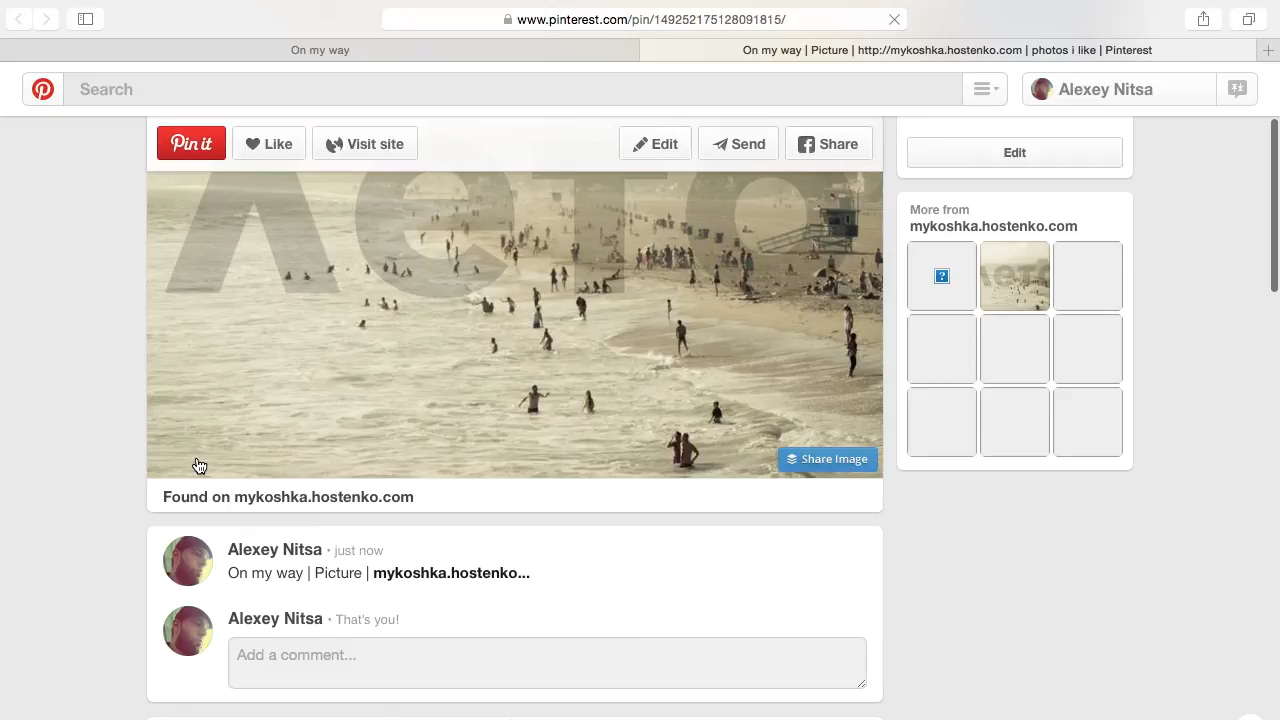 www.pinterest.com/pin/149252175128091815/
On my way
On my way | Picture | http://mykoshka.hostenko.com | photos i like | Pinterest
Search
Alexey Nitsa
Pin it
Like
Visit site
Edit
Send
Share
Edit
ЛЕТО
More from
mykoshka.hostenko.com
ЛЕТО
Share Image
Found on mykoshka.hostenko.com
Alexey Nitsa • just now
On my way | Picture | mykoshka.hostenko...
Alexey Nitsa • That's you!
Add a comment...